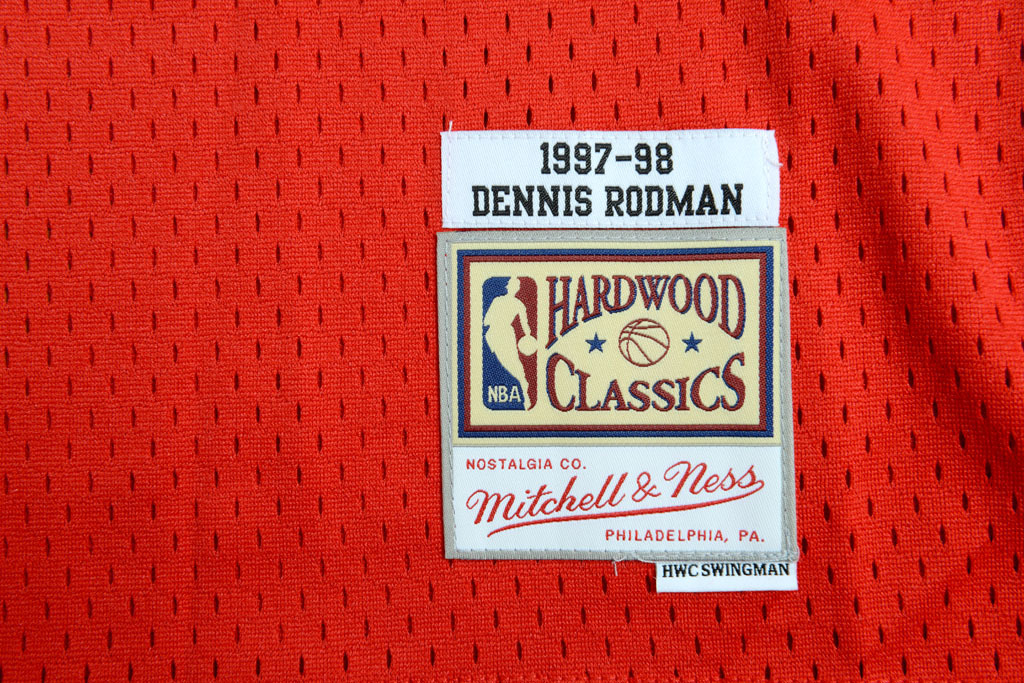 1997-98
DENNIS RODMAN
HARDWOOD
CLASSICS
NBA
NOSTALGIA CO.
Mitchell & Ness
PHILADELPHIA, PA.
HWC SWINGMAN